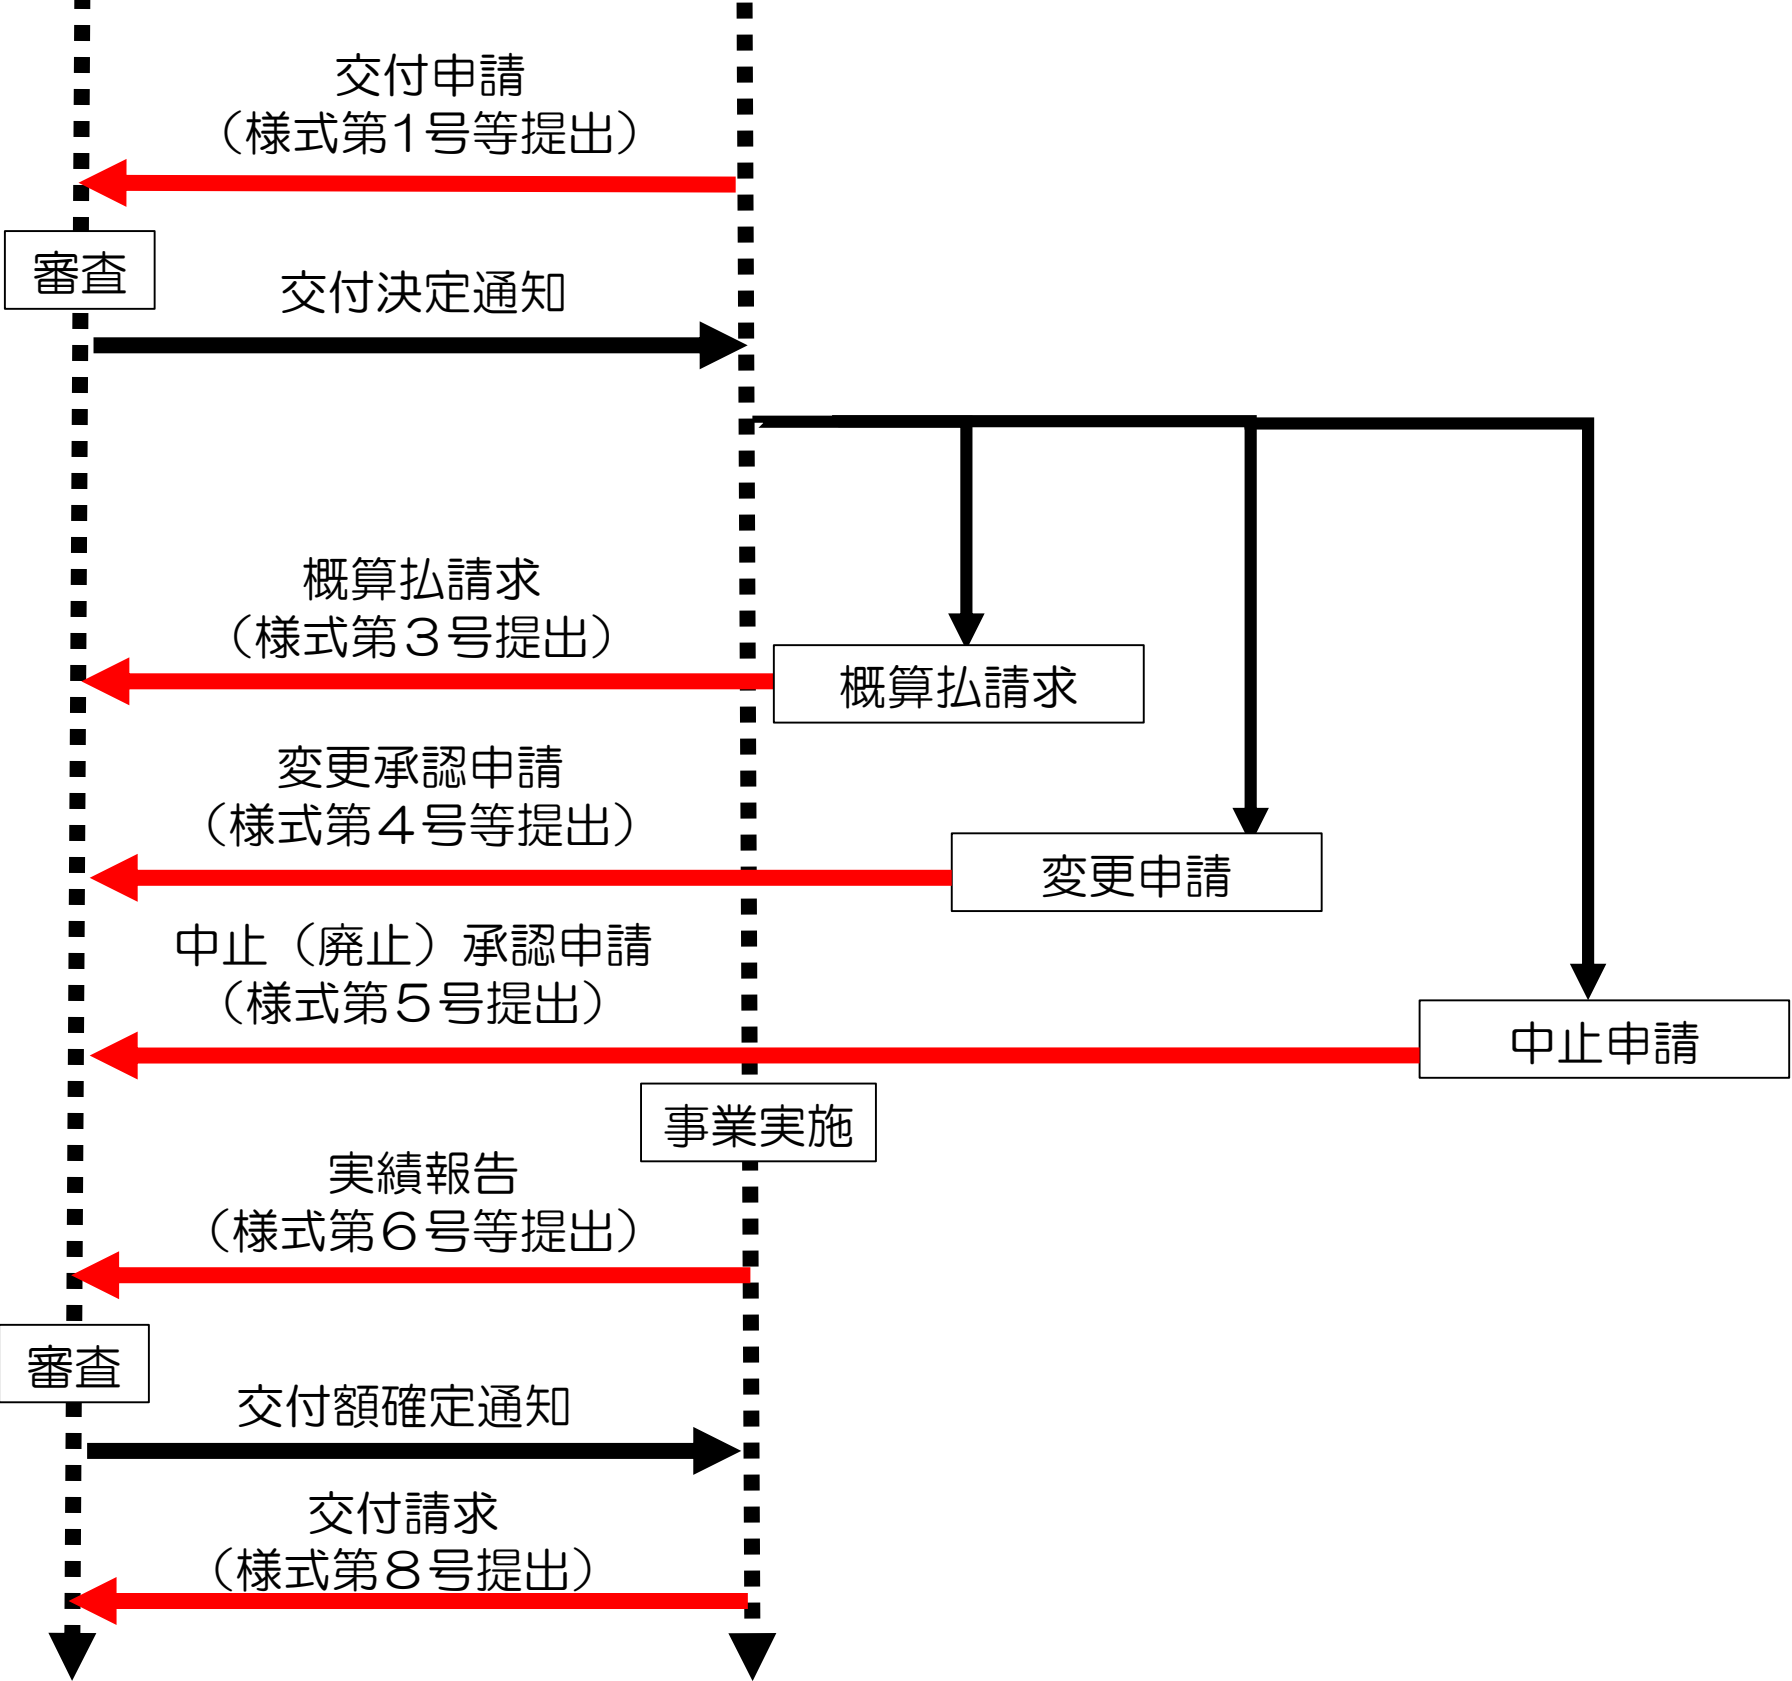 交付申請
（様式第1号等提出）
審査
交付決定通知
概算払請求
（様式第３号提出）
概算払請求
変更承認申請
（様式第４号等提出）
変更申請
中止（廃止）承認申請
（様式第５号提出）
中止申請
事業実施
実績報告
（様式第６号等提出）
審査
交付額確定通知
交付請求
（様式第８号提出）